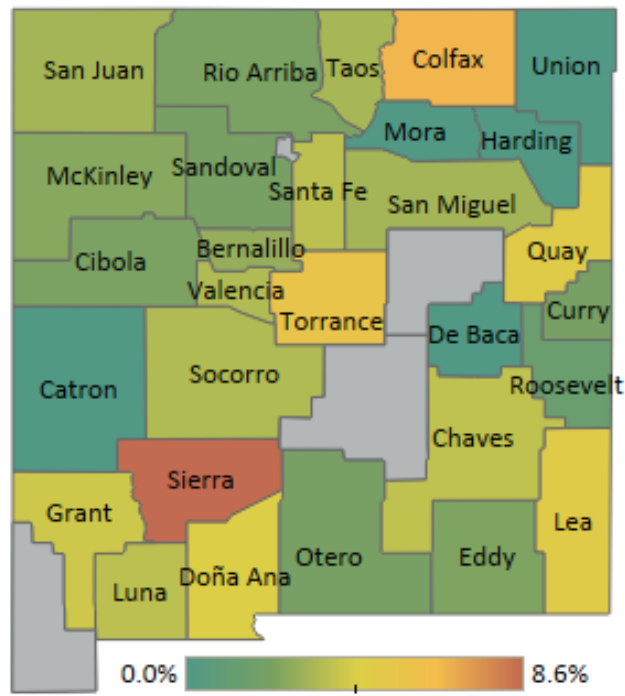 San Juan
Rio Arriba
Taos
Colfax
Union
Mora
Harding
McKinley
Sandoval
Santa Fe
San Miguel
Cibola
Bernalillo
Quay
Valencia
Torrance
Curry
De Baca
Catron
Socorro
Roosevelt
Chaves
Sierra
Grant
Lea
Otero
Eddy
Doña Ana
Luna
0.0%
8.6%